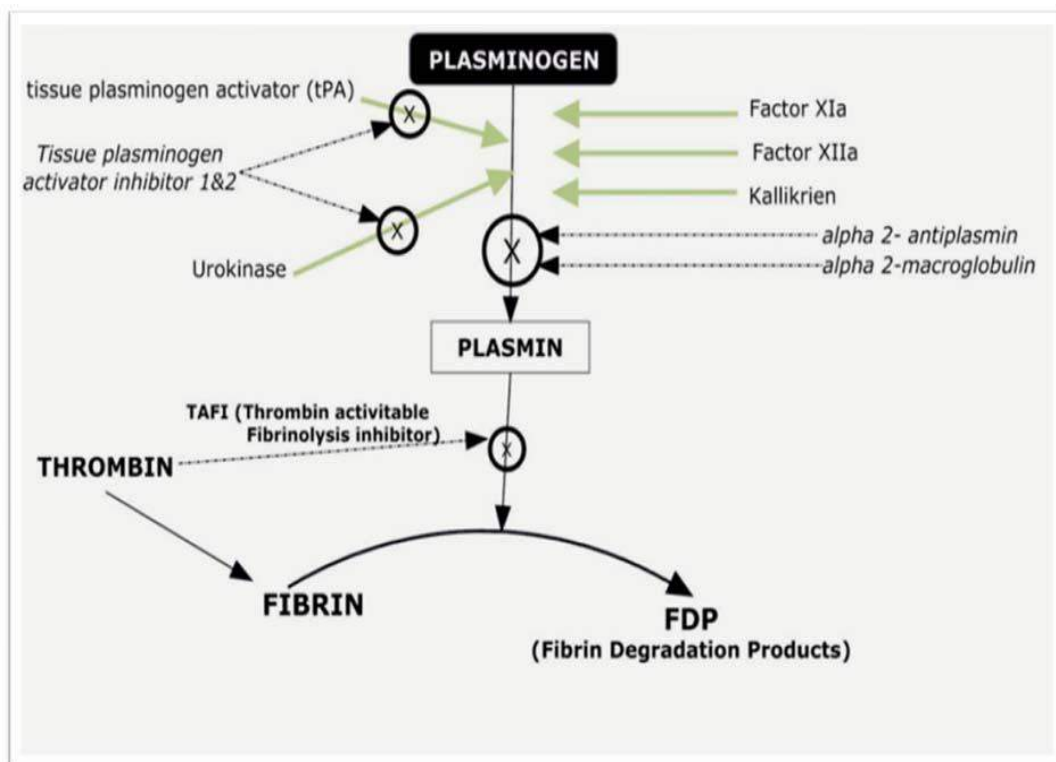 PLASMINOGEN
tissue plasminogen activator (tPA)
X
Factor XIa
Tissue plasminogen
activator inhibitor 1&2
Factor XIIa
Kallikrien
X
Urokinase
X
alpha 2- antiplasmin
alpha 2-macroglobulin
PLASMIN
TAFI (Thrombin activitable
Fibrinolysis inhibitor)
X
THROMBIN
FIBRIN
FDP
(Fibrin Degradation Products)